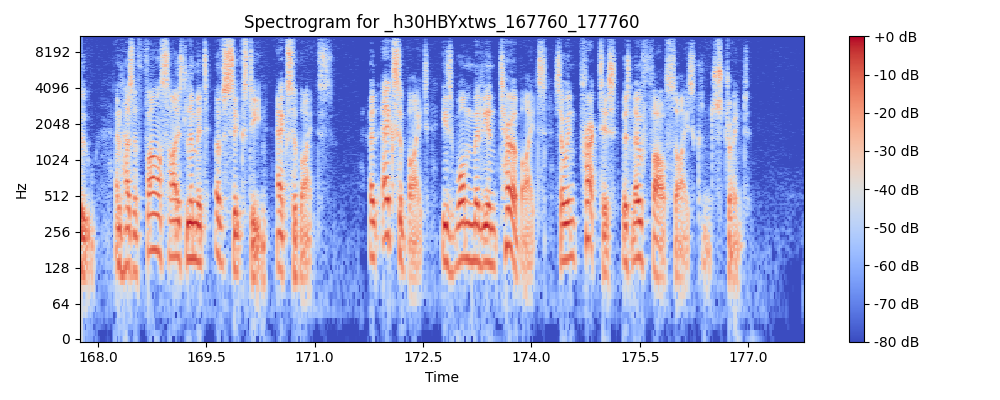 Spectrogram for _h30HBYxtws_167760_177760
8192
4096
2048
1024
512
256
128
64
0
Hz
168.0 169.5 171.0 172.5 174.0 175.5 177.0
Time
+0 dB
-10 dB
-20 dB
-30 dB
-40 dB
-50 dB
-60 dB
-70 dB
-80 dB